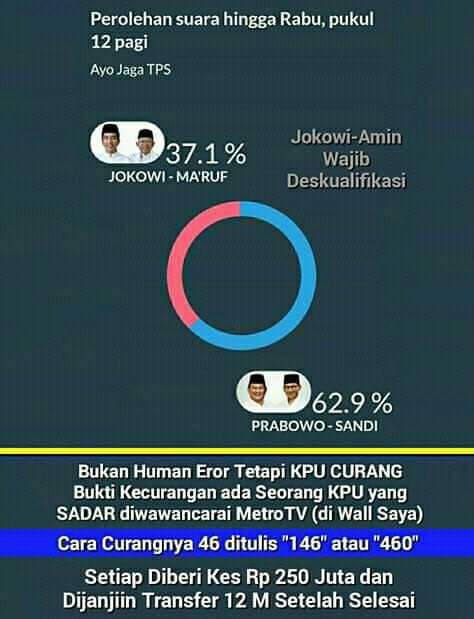 Perolehan suara hingga Rabu, pukul
12 pagi
Ayo Jaga TPS
37.1 %
JOKOWI - MA'RUF
Jokowi-Amin
Wajib
Deskualifikasi
62.9 %
PRABOWO - SANDI
Bukan Human Eror Tetapi KPU CURANG
Bukti Kecurangan ada Seorang KPU yang
SADAR diwawancarai MetroTV (di Wall Saya)
Cara Curangnya 46 ditulis "146" atau "460"
Setiap Diberi Kes Rp 250 Juta dan
Dijanjiin Transfer 12 M Setelah Selesai